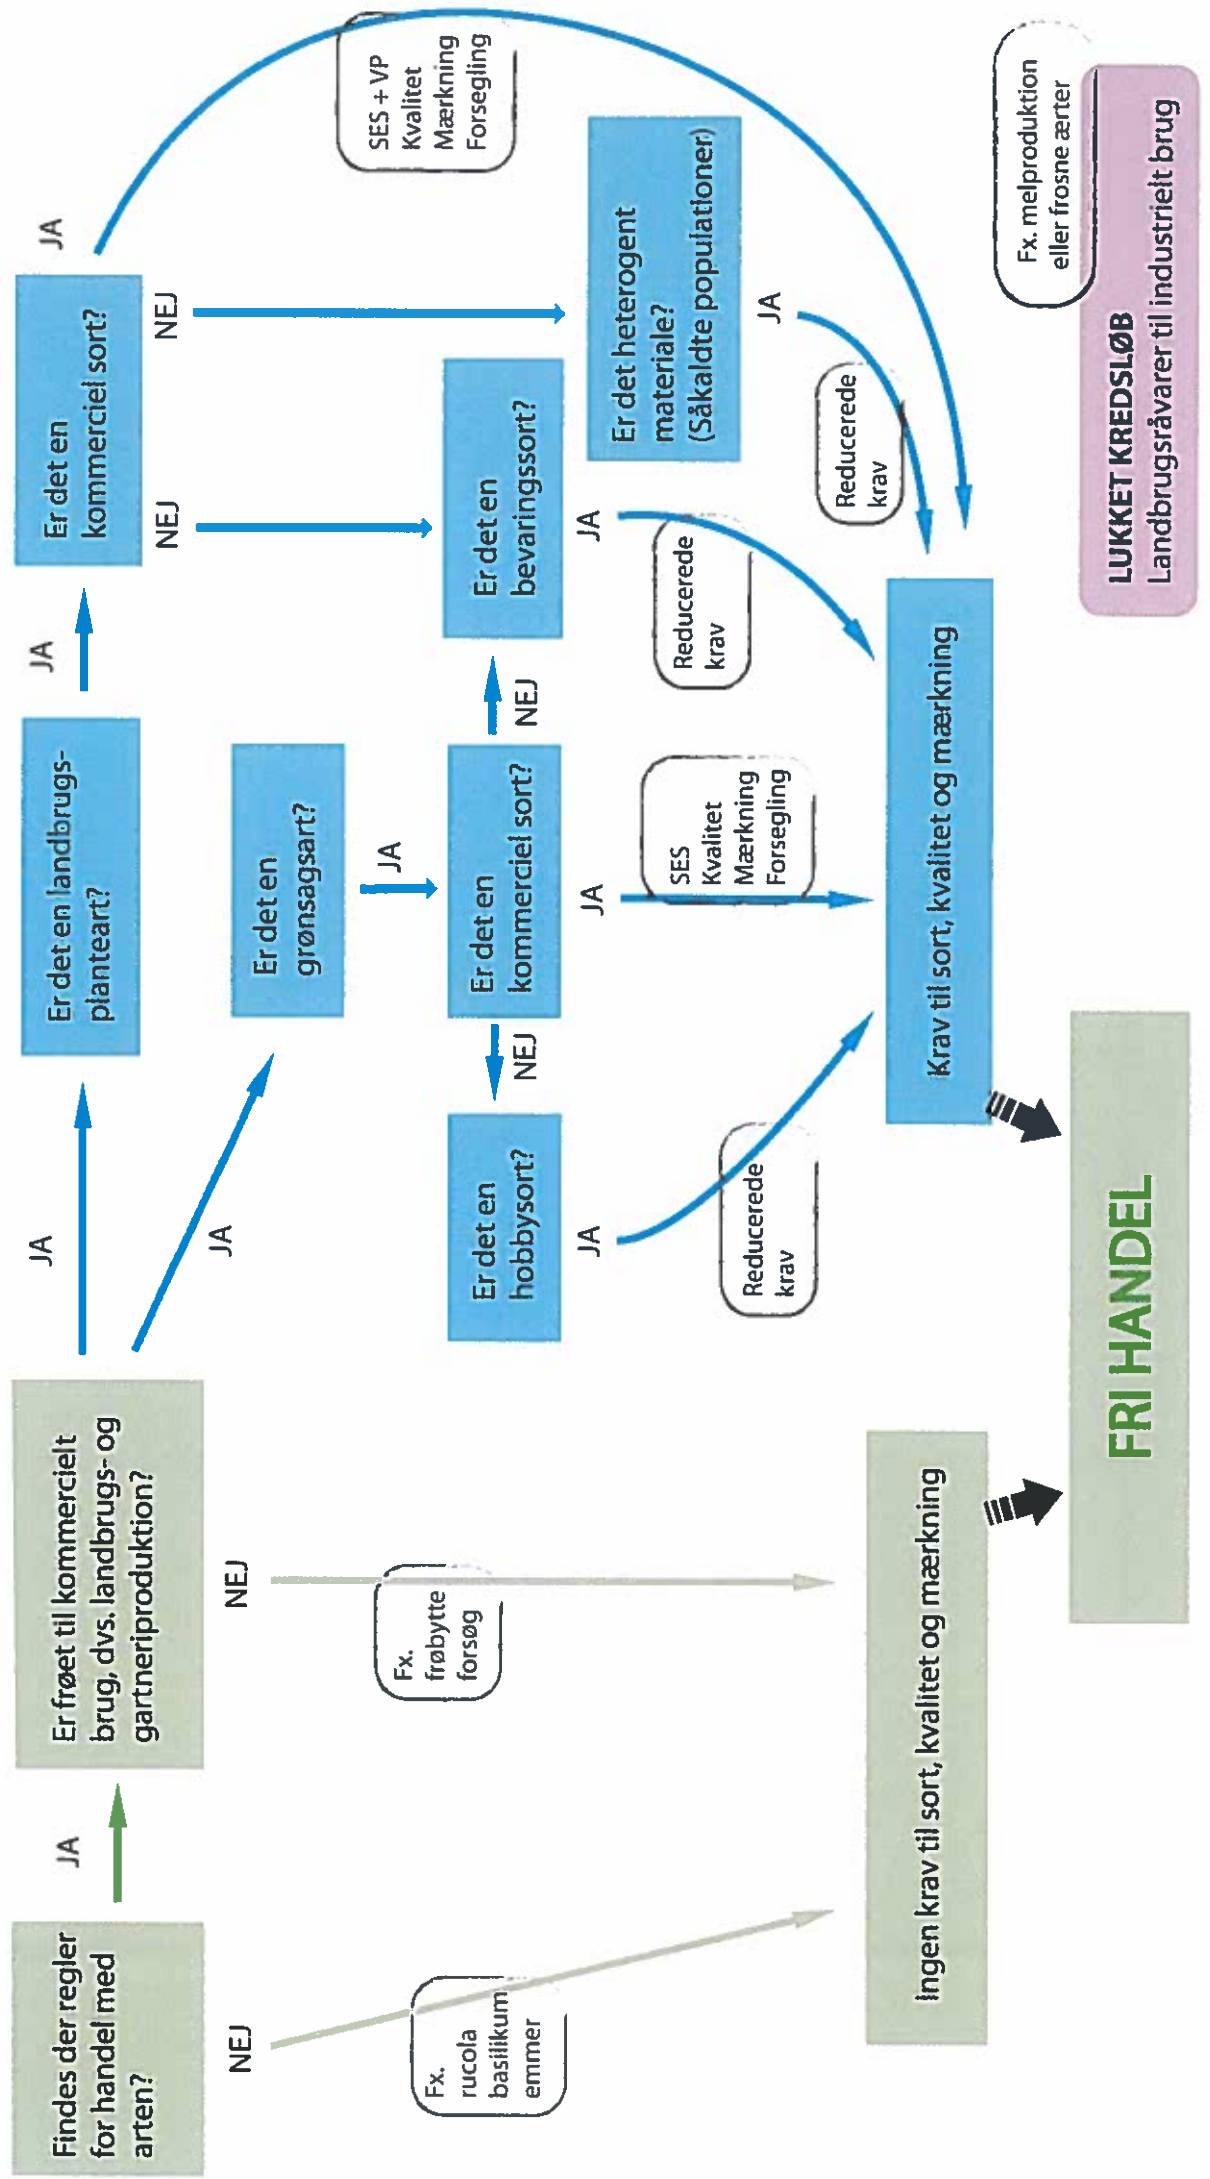 Findes der regler
for handel med
arten?
JA
NEJ
Er frøet til kommercielt
brug, dvs. landbrugs- og
gartneriproduktion?
JA
JA
NEJ
Er det en landbrugs-
planteart?
JA
Er det en
kommerciel sort?
JA
NEJ
NEJ
SES + VP
Kvalitet
Mærkning
Forsegling
Er det en
grønsagsart?
JA
Er det en
hobbysort?
NEJ
Er det en
kommerciel sort?
NEJ
Er det en
bevaringssort?
Er det heterogent
materiale?
(Såkaldte populationer)
JA
JA
JA
JA
Fx.
rucola
basilikum
emmer
Fx.
frøbytte
forsøg
Reducerede
krav
SES
Kvalitet
Mærkning
Forsegling
Reducerede
krav
Reducerede
krav
Ingen krav til sort, kvalitet og mærkning
Krav til sort, kvalitet og mærkning
FRI HANDEL
Fx. melproduktion
eller frosne ærter
LUKKET KREDSLØB
Landbrugsråvarer til industrielt brug